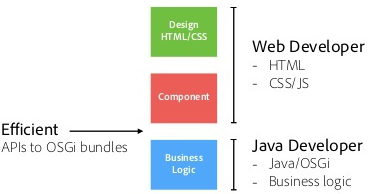 Design
HTML/CSS
Component
Business
Logic
Efficient
APIs to OSGi bundles
Web Developer
- HTML
- CSS/JS
Java Developer
- Java/OSGi
- Business logic